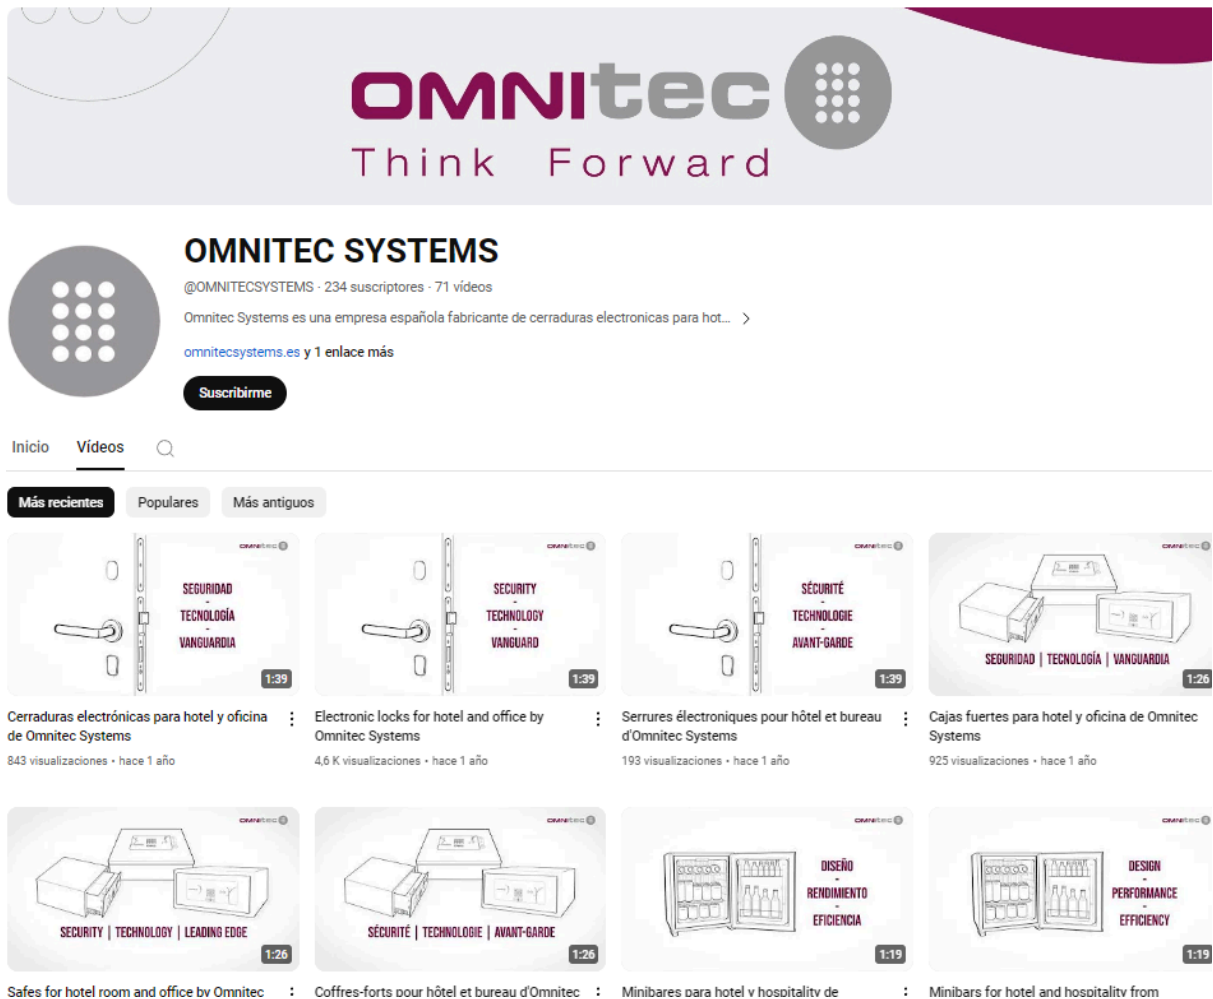 OMNITEC
Think Forward
OMNITEC SYSTEMS
@OMNITECSYSTEMS · 234 suscriptores · 71 vídeos
Omnitec Systems es una empresa española fabricante de cerraduras electronicas para hot...
omnitecsystems.es y 1 enlace más
Suscribirme
Inicio Vídeos
Más recientes Populares Más antiguos
OMNITEC
SEGURIDAD
-
TECNOLOGÍA
-
VANGUARDIA
1:39
OMNITEC
SECURITY
-
TECHNOLOGY
-
VANGUARD
1:39
OMNITEC
SÉCURITÉ
-
TECHNOLOGIE
-
AVANT-GARDE
1:39
OMNITEC
SEGURIDAD | TECNOLOGÍA | VANGUARDIA
1:26
Cerraduras electrónicas para hotel y oficina
de Omnitec Systems
843 visualizaciones • hace 1 año
Electronic locks for hotel and office by
Omnitec Systems
4,6 K visualizaciones • hace 1 año
Serrures électroniques pour hôtel et bureau
d'Omnitec Systems
193 visualizaciones • hace 1 año
Cajas fuertes para hotel y oficina de Omnitec
Systems
925 visualizaciones • hace 1 año
OMNITEC
SECURITY | TECHNOLOGY | LEADING EDGE
1:26
OMNITEC
SÉCURITÉ | TECHNOLOGIE | AVANT-GARDE
1:26
OMNITEC
DISEÑO
-
RENDIMIENTO
-
EFICIENCIA
1:19
OMNITEC
DESIGN
-
PERFORMANCE
-
EFFICIENCY
1:19
Safes for hotel room and office by Omnitec
Coffres-forts pour hôtel et bureau d'Omnitec
Minibares para hotel y hospitality de
Minibars for hotel and hospitality from